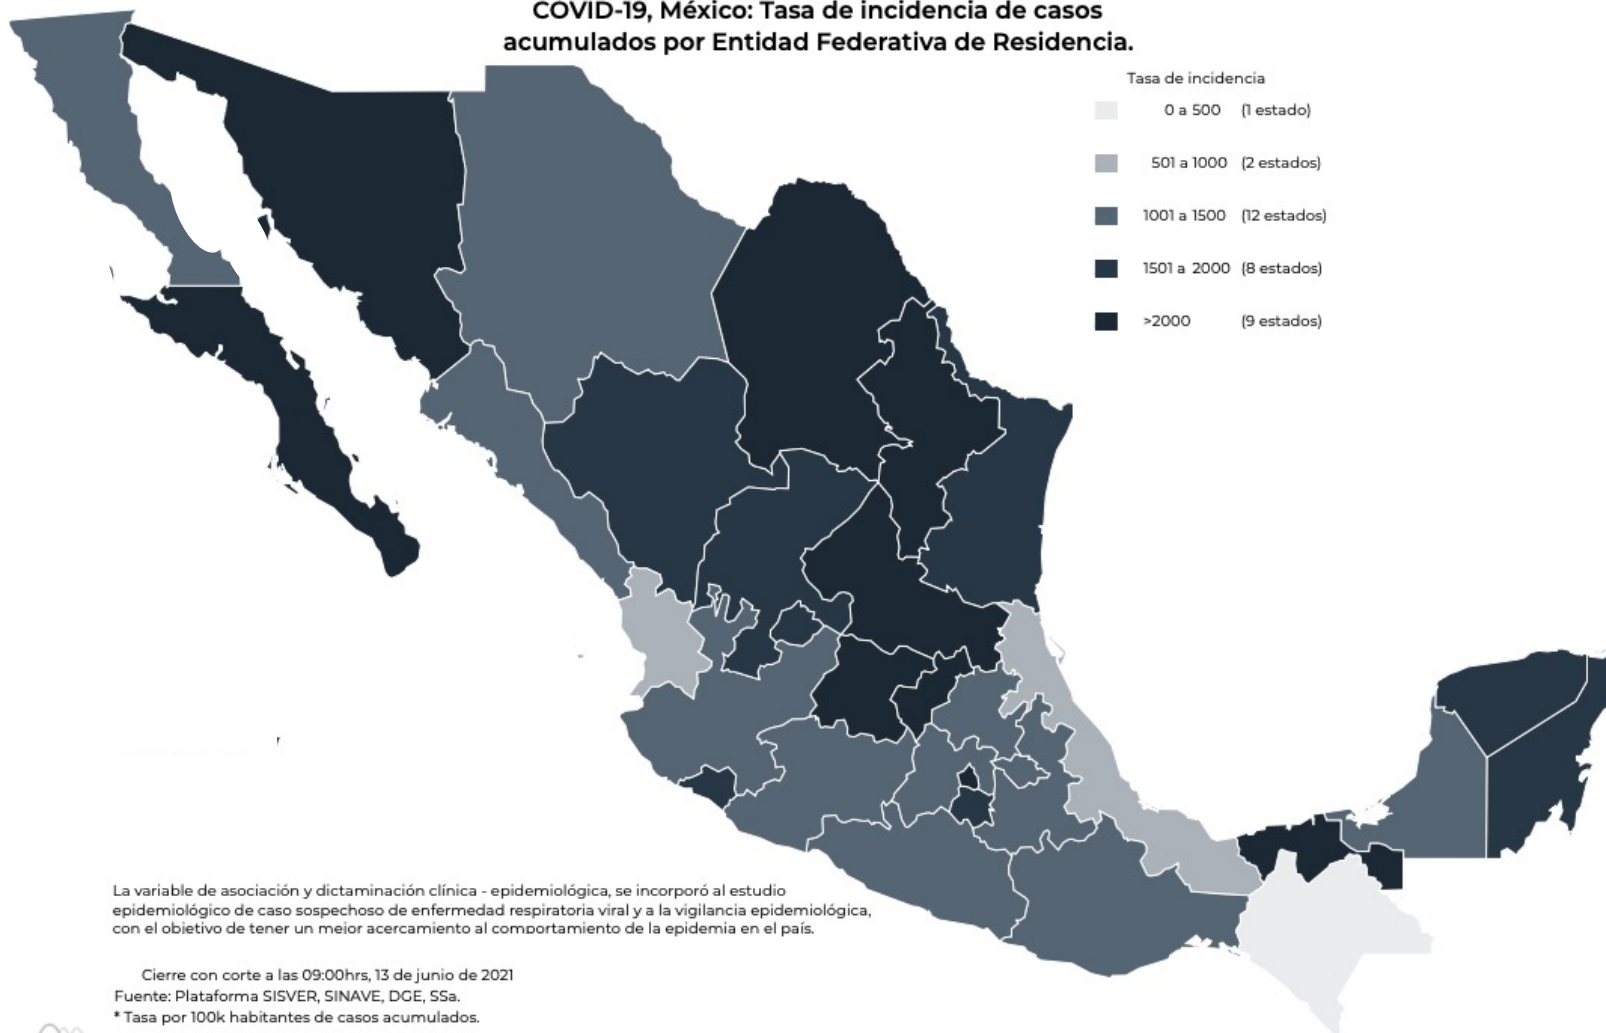 COVID-19, México: Tasa de incidencia de casos
acumulados por Entidad Federativa de Residencia.
Tasa de incidencia
0 a 500 (1 estado)
501 a 1000 (2 estados)
1001 a 1500 (12 estados)
1501 a 2000 (8 estados)
>2000 (9 estados)
La variable de asociación y dictaminación clínica - epidemiológica, se incorporó al estudio
epidemiológico de caso sospechoso de enfermedad respiratoria viral y a la vigilancia epidemiológica,
con el objetivo de tener un mejor acercamiento al comportamiento de la epidemia en el país.
Cierre con corte a las 09:00hrs, 13 de junio de 2021
Fuente: Plataforma SISVER, SINAVE, DGE, SSa.
* Tasa por 100k habitantes de casos acumulados.